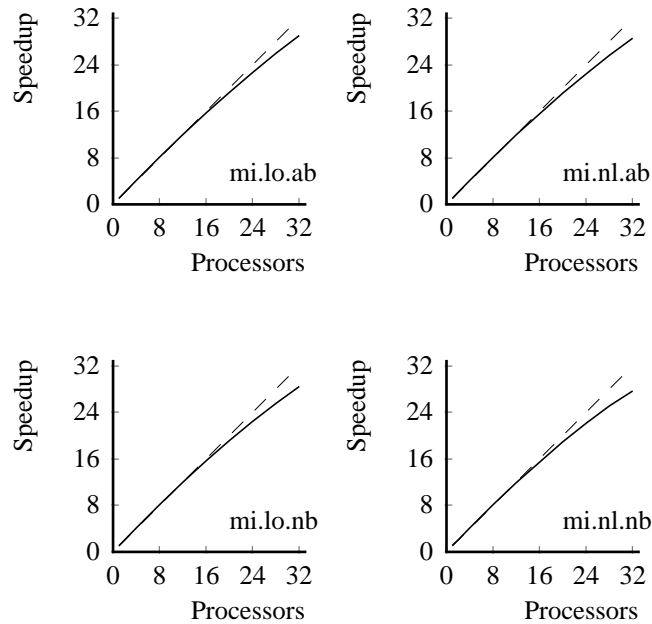 Speedup
32
24
16
8
0
mi.lo.ab
0 8 16 24 32
Processors
Speedup
32
24
16
8
0
mi.nl.ab
0 8 16 24 32
Processors
Speedup
32
24
16
8
0
mi.lo.nb
0 8 16 24 32
Processors
Speedup
32
24
16
8
0
mi.nl.nb
0 8 16 24 32
Processors